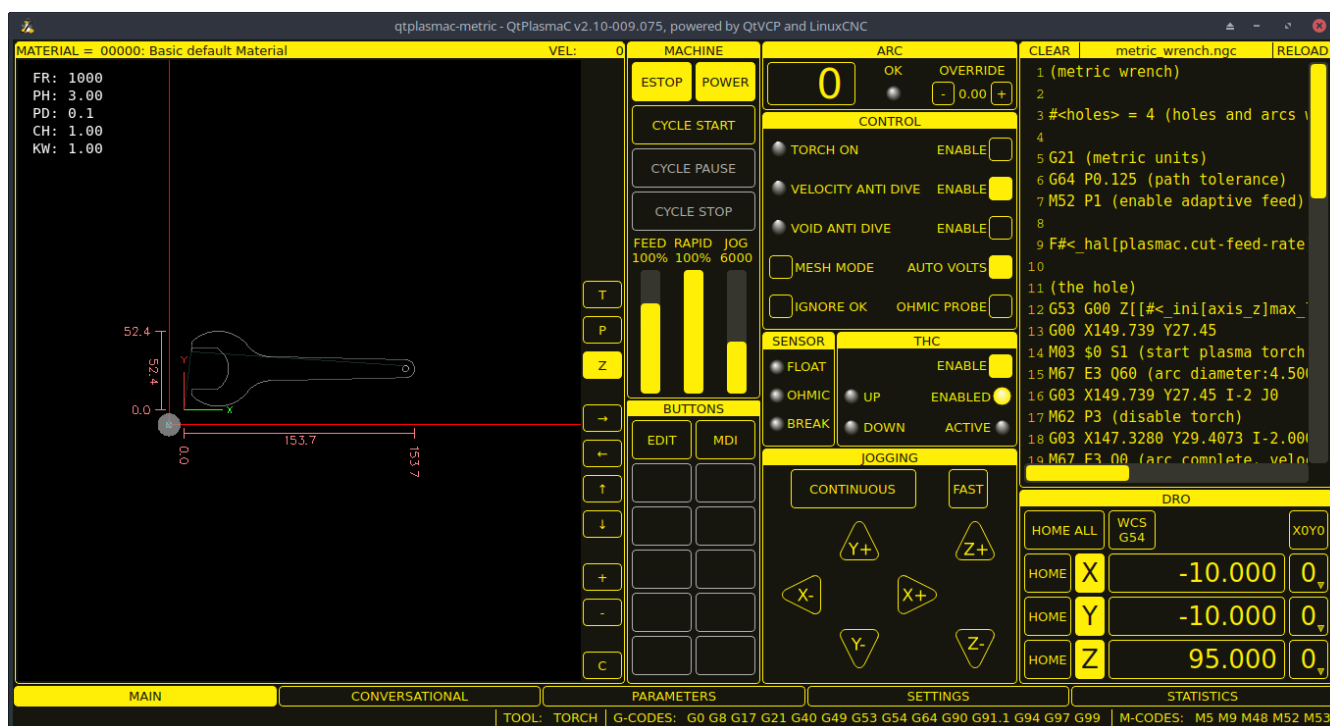 qtplasmac-metric - QtPlasmaC v2.10-009.075, powered by QtVCP and LinuxCNC
MATERIAL = 00000: Basic default Material VEL: 0
FR: 1000
PH: 3.00
PD: 0.1
CH: 1.00
KW: 1.00
52.4
52.4
0.0
Y
X
0.0
153.7
153.7
T
P
Z
→
←
↑
↓
+
-
C
MACHINE
ESTOP POWER
CYCLE START
CYCLE PAUSE
CYCLE STOP
FEED RAPID JOG
100% 100% 6000
BUTTONS
EDIT MDI
ARC
0 OK OVERRIDE
- 0.00 +
CONTROL
TORCH ON ENABLE
VELOCITY ANTI DIVE ENABLE
VOID ANTI DIVE ENABLE
MESH MODE AUTO VOLTS
IGNORE OK OHMIC PROBE
SENSOR
FLOAT
OHMIC
BREAK
THC
ENABLE
UP ENABLED
DOWN ACTIVE
JOGGING
CONTINUOUS FAST
Y+ Z+
X- X+
Y- Z-
CLEAR metric_wrench.ngc RELOAD
1 (metric wrench)
2
3 #<holes> = 4 (holes and arcs
4
5 G21 (metric units)
6 G64 P0.125 (path tolerance)
7 M52 P1 (enable adaptive feed)
8
9 F#<_hal[plasmac.cut-feed-rate
10
11 (the hole)
12 G53 G00 Z[[#<_ini[axis_z]max_
13 G00 X149.739 Y27.45
14 M03 $0 S1 (start plasma torch
15 M67 E3 Q60 (arc diameter:4.500
16 G03 X149.739 Y27.45 I-2 J0
17 M62 P3 (disable torch)
18 G03 X147.3280 Y29.4073 I-2.000
19 M67 E3 Q0 (arc complete, velo
DRO
HOME ALL WCS G54 X0Y0
HOME X -10.000 0
HOME Y -10.000 0
HOME Z 95.000 0
MAIN CONVERSATIONAL PARAMETERS SETTINGS STATISTICS
TOOL: TORCH G-CODES: G0 G8 G17 G21 G40 G49 G53 G54 G64 G90 G91.1 G94 G97 G99 M-CODES: M5 M9 M48 M52 M53